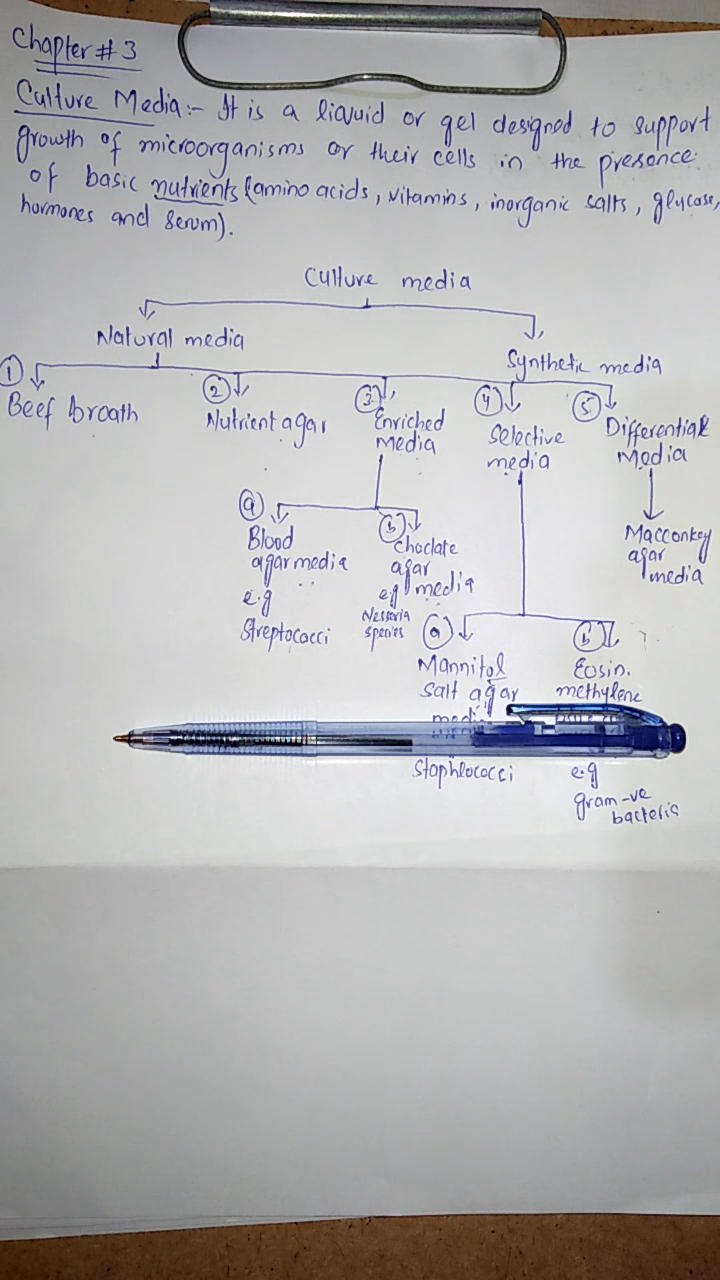 Chapter # 3
Culture Media:- It is a liquid or gel designed to support
growth of microorganisms or their cells in the presence
of basic nutrients (amino acids, vitamins, inorganic salts, glucose,
hormones and serum).
Culture media
Natural media
Synthetic media
① Beef broath
② Nutrient agar
③ Enriched
Media
④ Selective
media
⑤ Differential
Media
ⓐ Blood
agar media
e.g
Streptococci
ⓑ Choclate
agar
media
e.g
Nesseria
species
Macconkey
agar
media
ⓐ Mannitol
Salt agar
Staphlococci
ⓑ Eosin.
methylene
e.g
gram -ve
bacteria